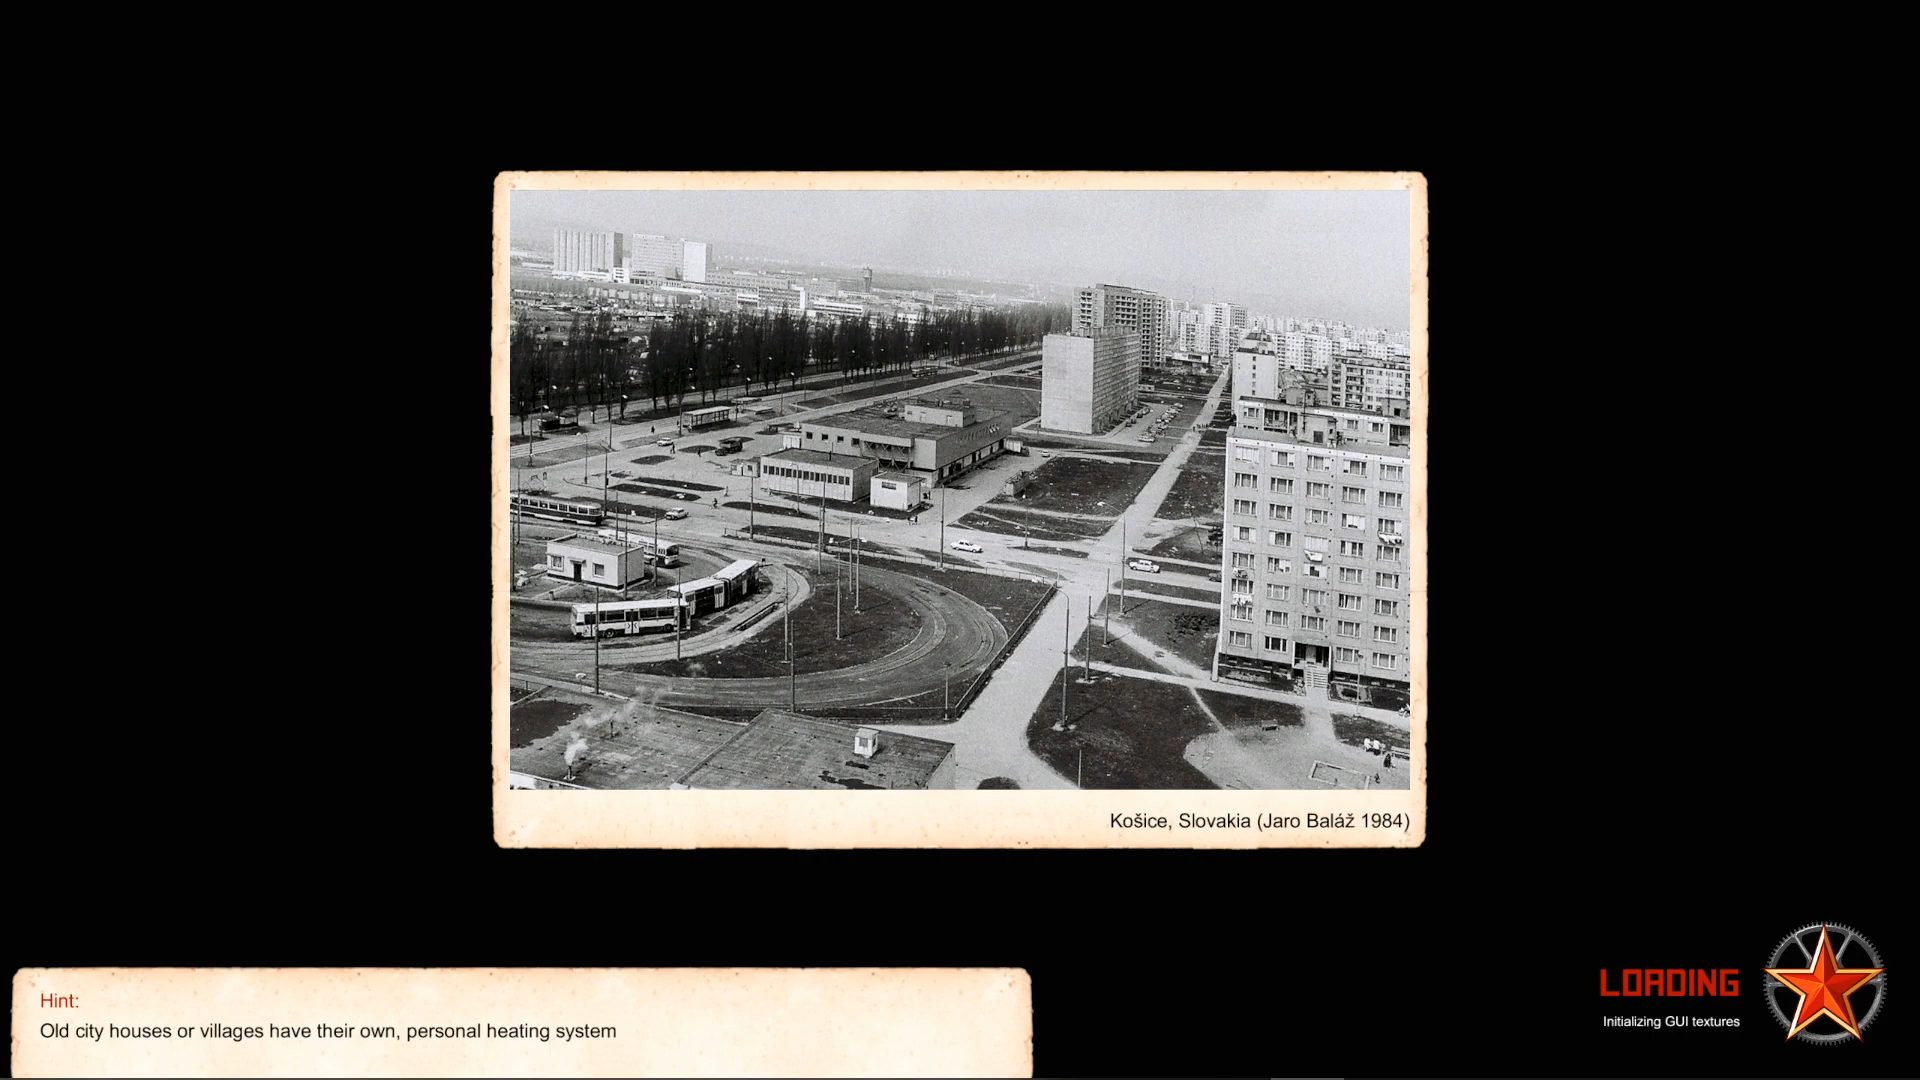 Košice, Slovakia (Jaro Baláž 1984)
Hint:
Old city houses or villages have their own, personal heating system
LOADING
Initializing GUI textures